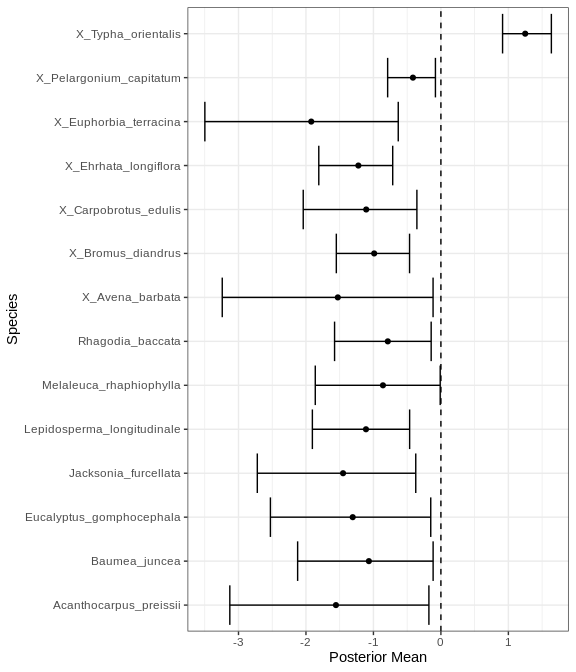 X_Typha_orientalis
X_Pelargonium_capitatum
X_Euphorbia_terracina
X_Ehrhata_longiflora
X_Carpobrotus_edulis
X_Bromus_diandrus
X_Avena_barbata
Rhagodia_baccata
Melaleuca_rhaphiophylla
Lepidosperma_longitudinale
Jacksonia_furcellata
Eucalyptus_gomphocephala
Baumea_juncea
Acanthocarpus_preissii
Species
-3 -2 -1 0 1
Posterior Mean